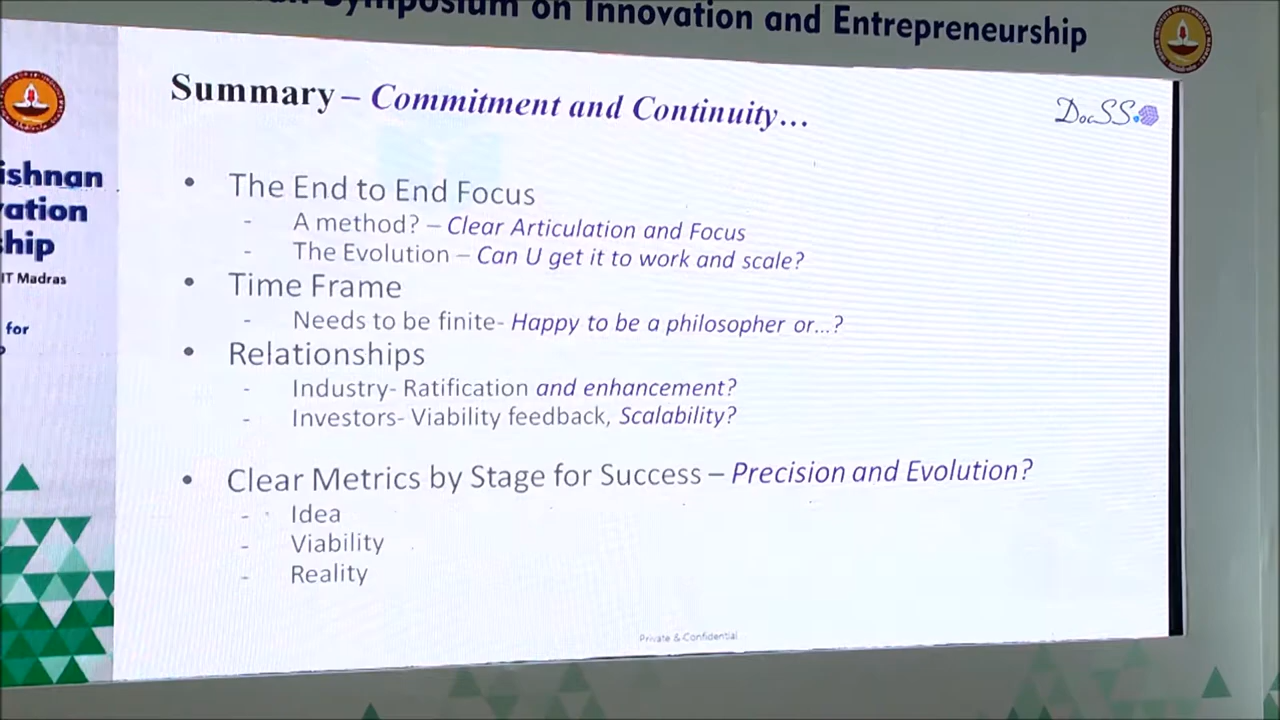 Symposium on Innovation and Entrepreneurship
ishnan
ation
hip
IT Madras
for
Summary – Commitment and Continuity...
DocSS
• The End to End Focus
- A method? – Clear Articulation and Focus
- The Evolution – Can U get it to work and scale?
• Time Frame
- Needs to be finite- Happy to be a philosopher or...?
• Relationships
- Industry- Ratification and enhancement?
- Investors- Viability feedback, Scalability?
• Clear Metrics by Stage for Success – Precision and Evolution?
- Idea
- Viability
- Reality
Private & Confidential